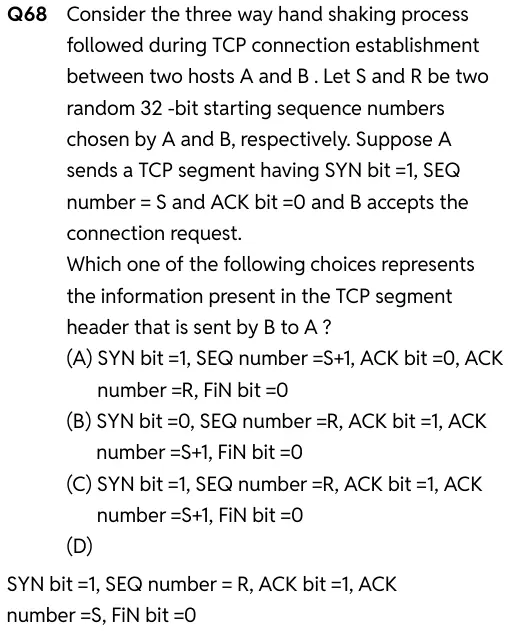 Q68 Consider the three way hand shaking process
followed during TCP connection establishment
between two hosts A and B . Let S and R be two
random 32 -bit starting sequence numbers
chosen by A and B, respectively. Suppose A
sends a TCP segment having SYN bit =1, SEQ
number = S and ACK bit =0 and B accepts the
connection request.
Which one of the following choices represents
the information present in the TCP segment
header that is sent by B to A ?
(A) SYN bit =1, SEQ number =S+1, ACK bit =0, ACK
number =R, FiN bit =0
(B) SYN bit =0, SEQ number =R, ACK bit =1, ACK
number =S+1, FiN bit =0
(C) SYN bit =1, SEQ number =R, ACK bit =1, ACK
number =S+1, FiN bit =0
(D)
SYN bit =1, SEQ number = R, ACK bit =1, ACK
number =S, FiN bit =0